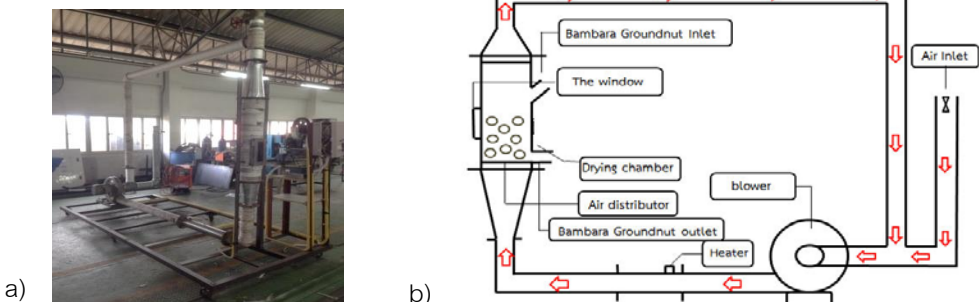 Bambara Groundnut Inlet
Air Inlet
The window
Drying chamber
blower
Air distributor
Bambara Groundnut outlet
Heater
a)
b)